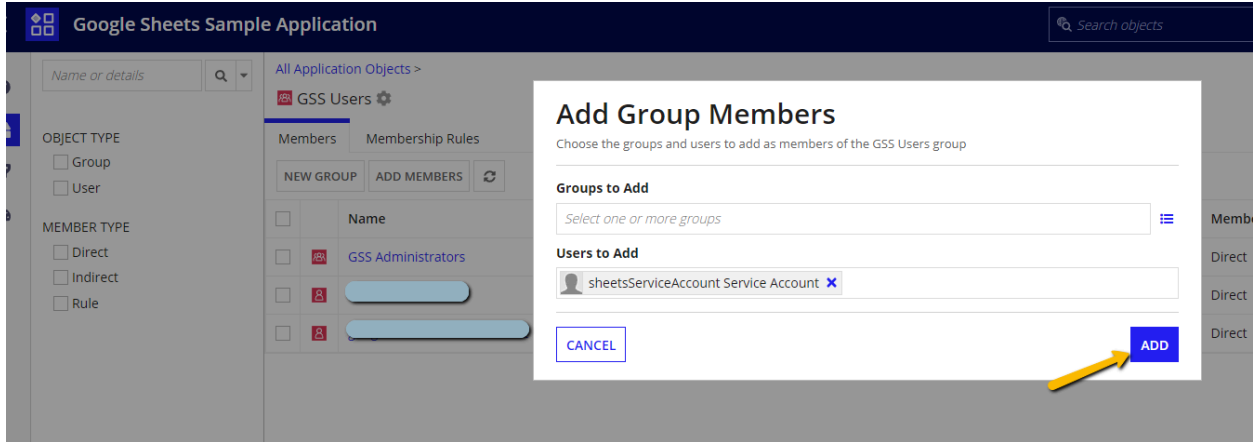 Google Sheets Sample Application
Search objects
Name or details
OBJECT TYPE
Group
User
MEMBER TYPE
Direct
Indirect
Rule
All Application Objects >
GSS Users
Members Membership Rules
NEW GROUP ADD MEMBERS
Name
GSS Administrators
Add Group Members
Choose the groups and users to add as members of the GSS Users group
Groups to Add
Select one or more groups
Users to Add
sheetsServiceAccount Service Account
CANCEL ADD
Direct
Direct
Direct